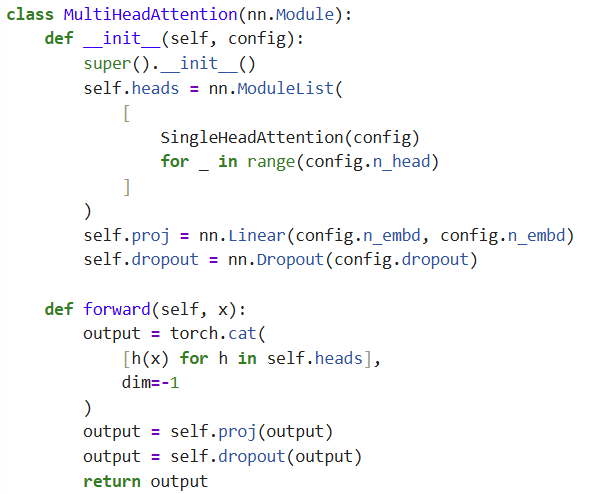 class MultiHeadAttention(nn.Module):
    def __init__(self, config):
        super().__init__()
        self.heads = nn.ModuleList(
            [
                SingleHeadAttention(config)
                for _ in range(config.n_head)
            ]
        )
        self.proj = nn.Linear(config.n_embd, config.n_embd)
        self.dropout = nn.Dropout(config.dropout)

    def forward(self, x):
        output = torch.cat(
            [h(x) for h in self.heads],
            dim=-1
        )
        output = self.proj(output)
        output = self.dropout(output)
        return output